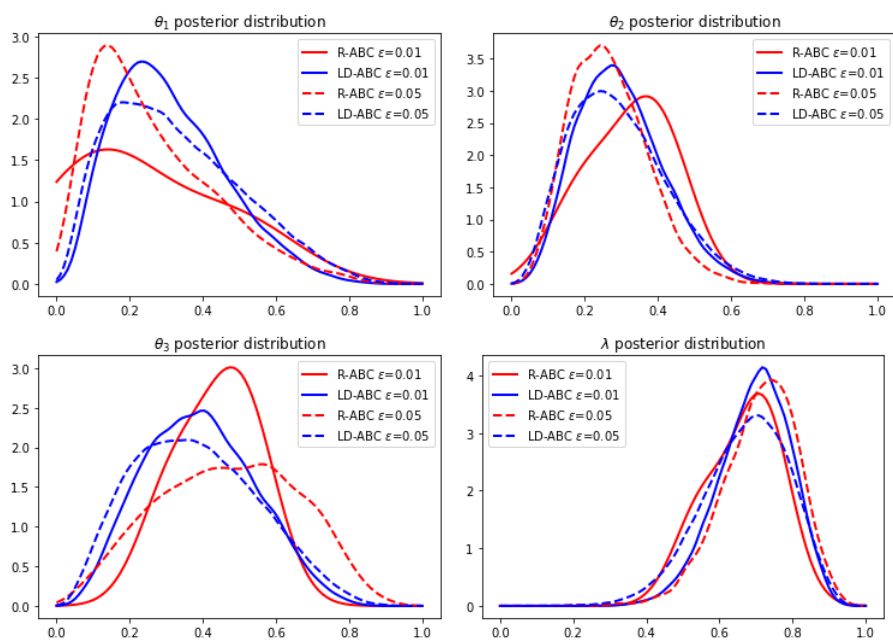 θ₁ posterior distribution
3.0
2.5
2.0
1.5
1.0
0.5
0.0
0.0 0.2 0.4 0.6 0.8 1.0
R-ABC ε=0.01
LD-ABC ε=0.01
R-ABC ε=0.05
LD-ABC ε=0.05
θ₂ posterior distribution
3.5
3.0
2.5
2.0
1.5
1.0
0.5
0.0
0.0 0.2 0.4 0.6 0.8 1.0
R-ABC ε=0.01
LD-ABC ε=0.01
R-ABC ε=0.05
LD-ABC ε=0.05
θ₃ posterior distribution
3.0
2.5
2.0
1.5
1.0
0.5
0.0
0.0 0.2 0.4 0.6 0.8 1.0
R-ABC ε=0.01
LD-ABC ε=0.01
R-ABC ε=0.05
LD-ABC ε=0.05
λ posterior distribution
4
3
2
1
0
0.0 0.2 0.4 0.6 0.8 1.0
R-ABC ε=0.01
LD-ABC ε=0.01
R-ABC ε=0.05
LD-ABC ε=0.05